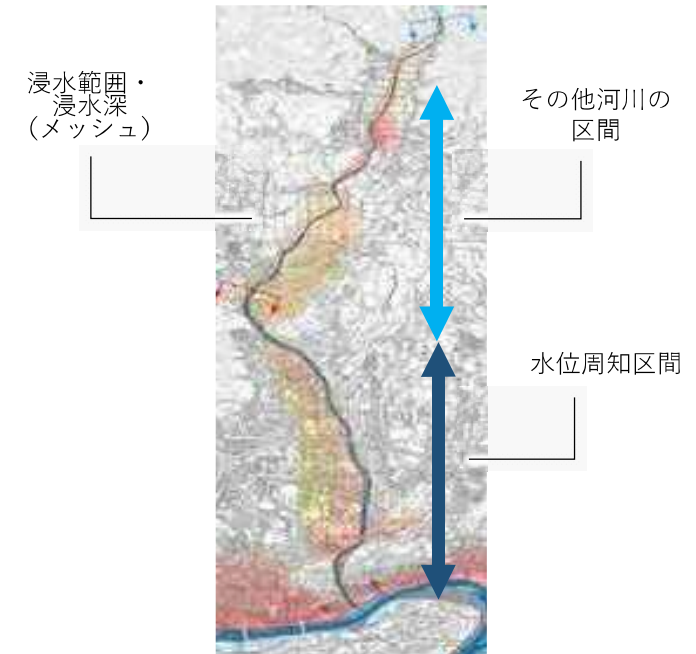 浸水範囲・
浸水深
（メッシュ）
その他河川の
区間
水位周知区間